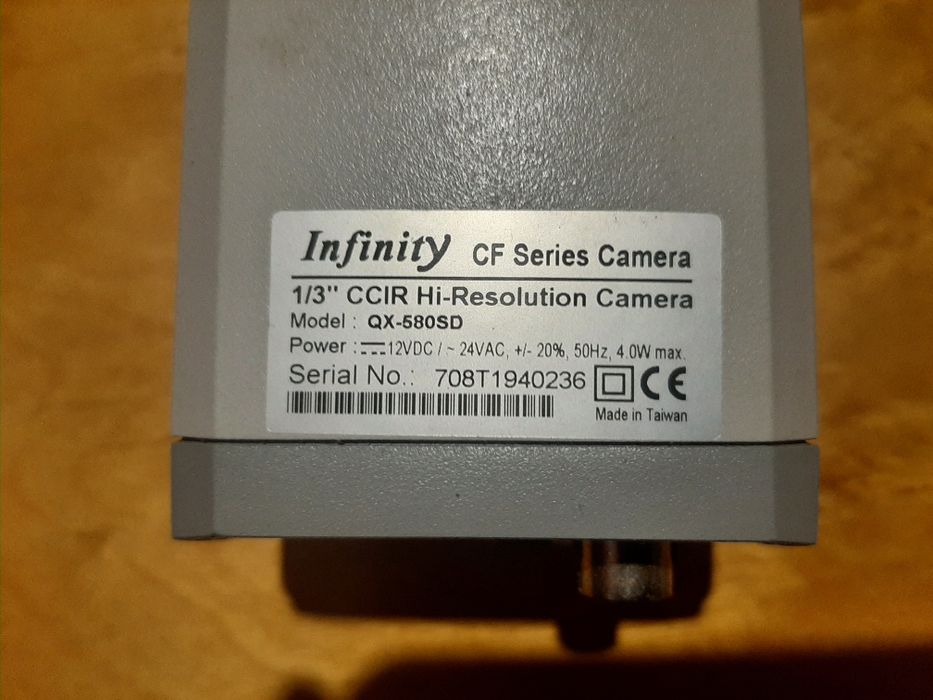 Infinity CF Series Camera
1/3" CCIR Hi-Resolution Camera
Model : QX-580SD
Power : ⎓ 12VDC / ~ 24VAC, +/- 20%, 50Hz, 4.0W max.
Serial No.: 708T1940236 CE
Made in Taiwan